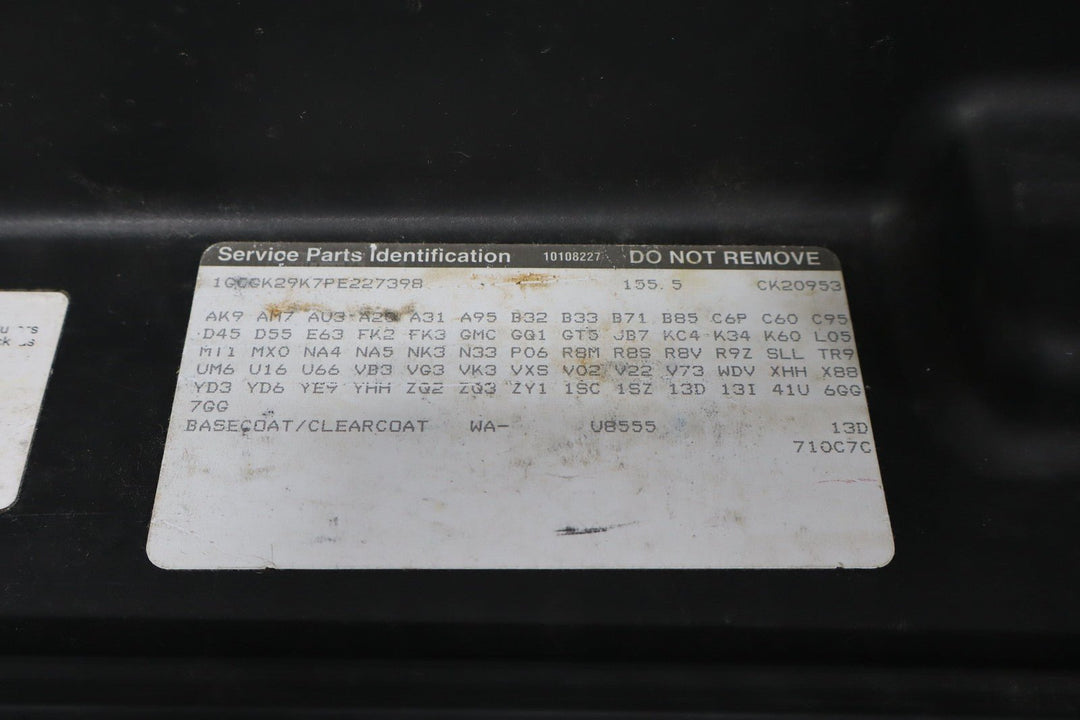 Service Parts Identification 10108227 DO NOT REMOVE
1GCGK29K7PE227398 155.5 CK20953
AK9 AM7 AU3 A28 A31 A95 B32 B33 B71 B85 C6P C60 C95
D45 D55 E63 FK2 FK3 GMC GQ1 GT5 JB7 KC4 K34 K60 L05
MT1 MX0 NA4 NA5 NK3 N33 P06 R8M R8S R8V R9Z SLL TR9
UM6 U16 U66 VB3 VG3 VK3 VXS V02 V22 V73 WDV XHH X88
YD3 YD6 YE9 YHH ZG2 ZQ3 ZY1 1SC 1SZ 13D 13I 41U 6GG
7GG
BASECOAT/CLEARCOAT WA- U8555 13D
710C7C